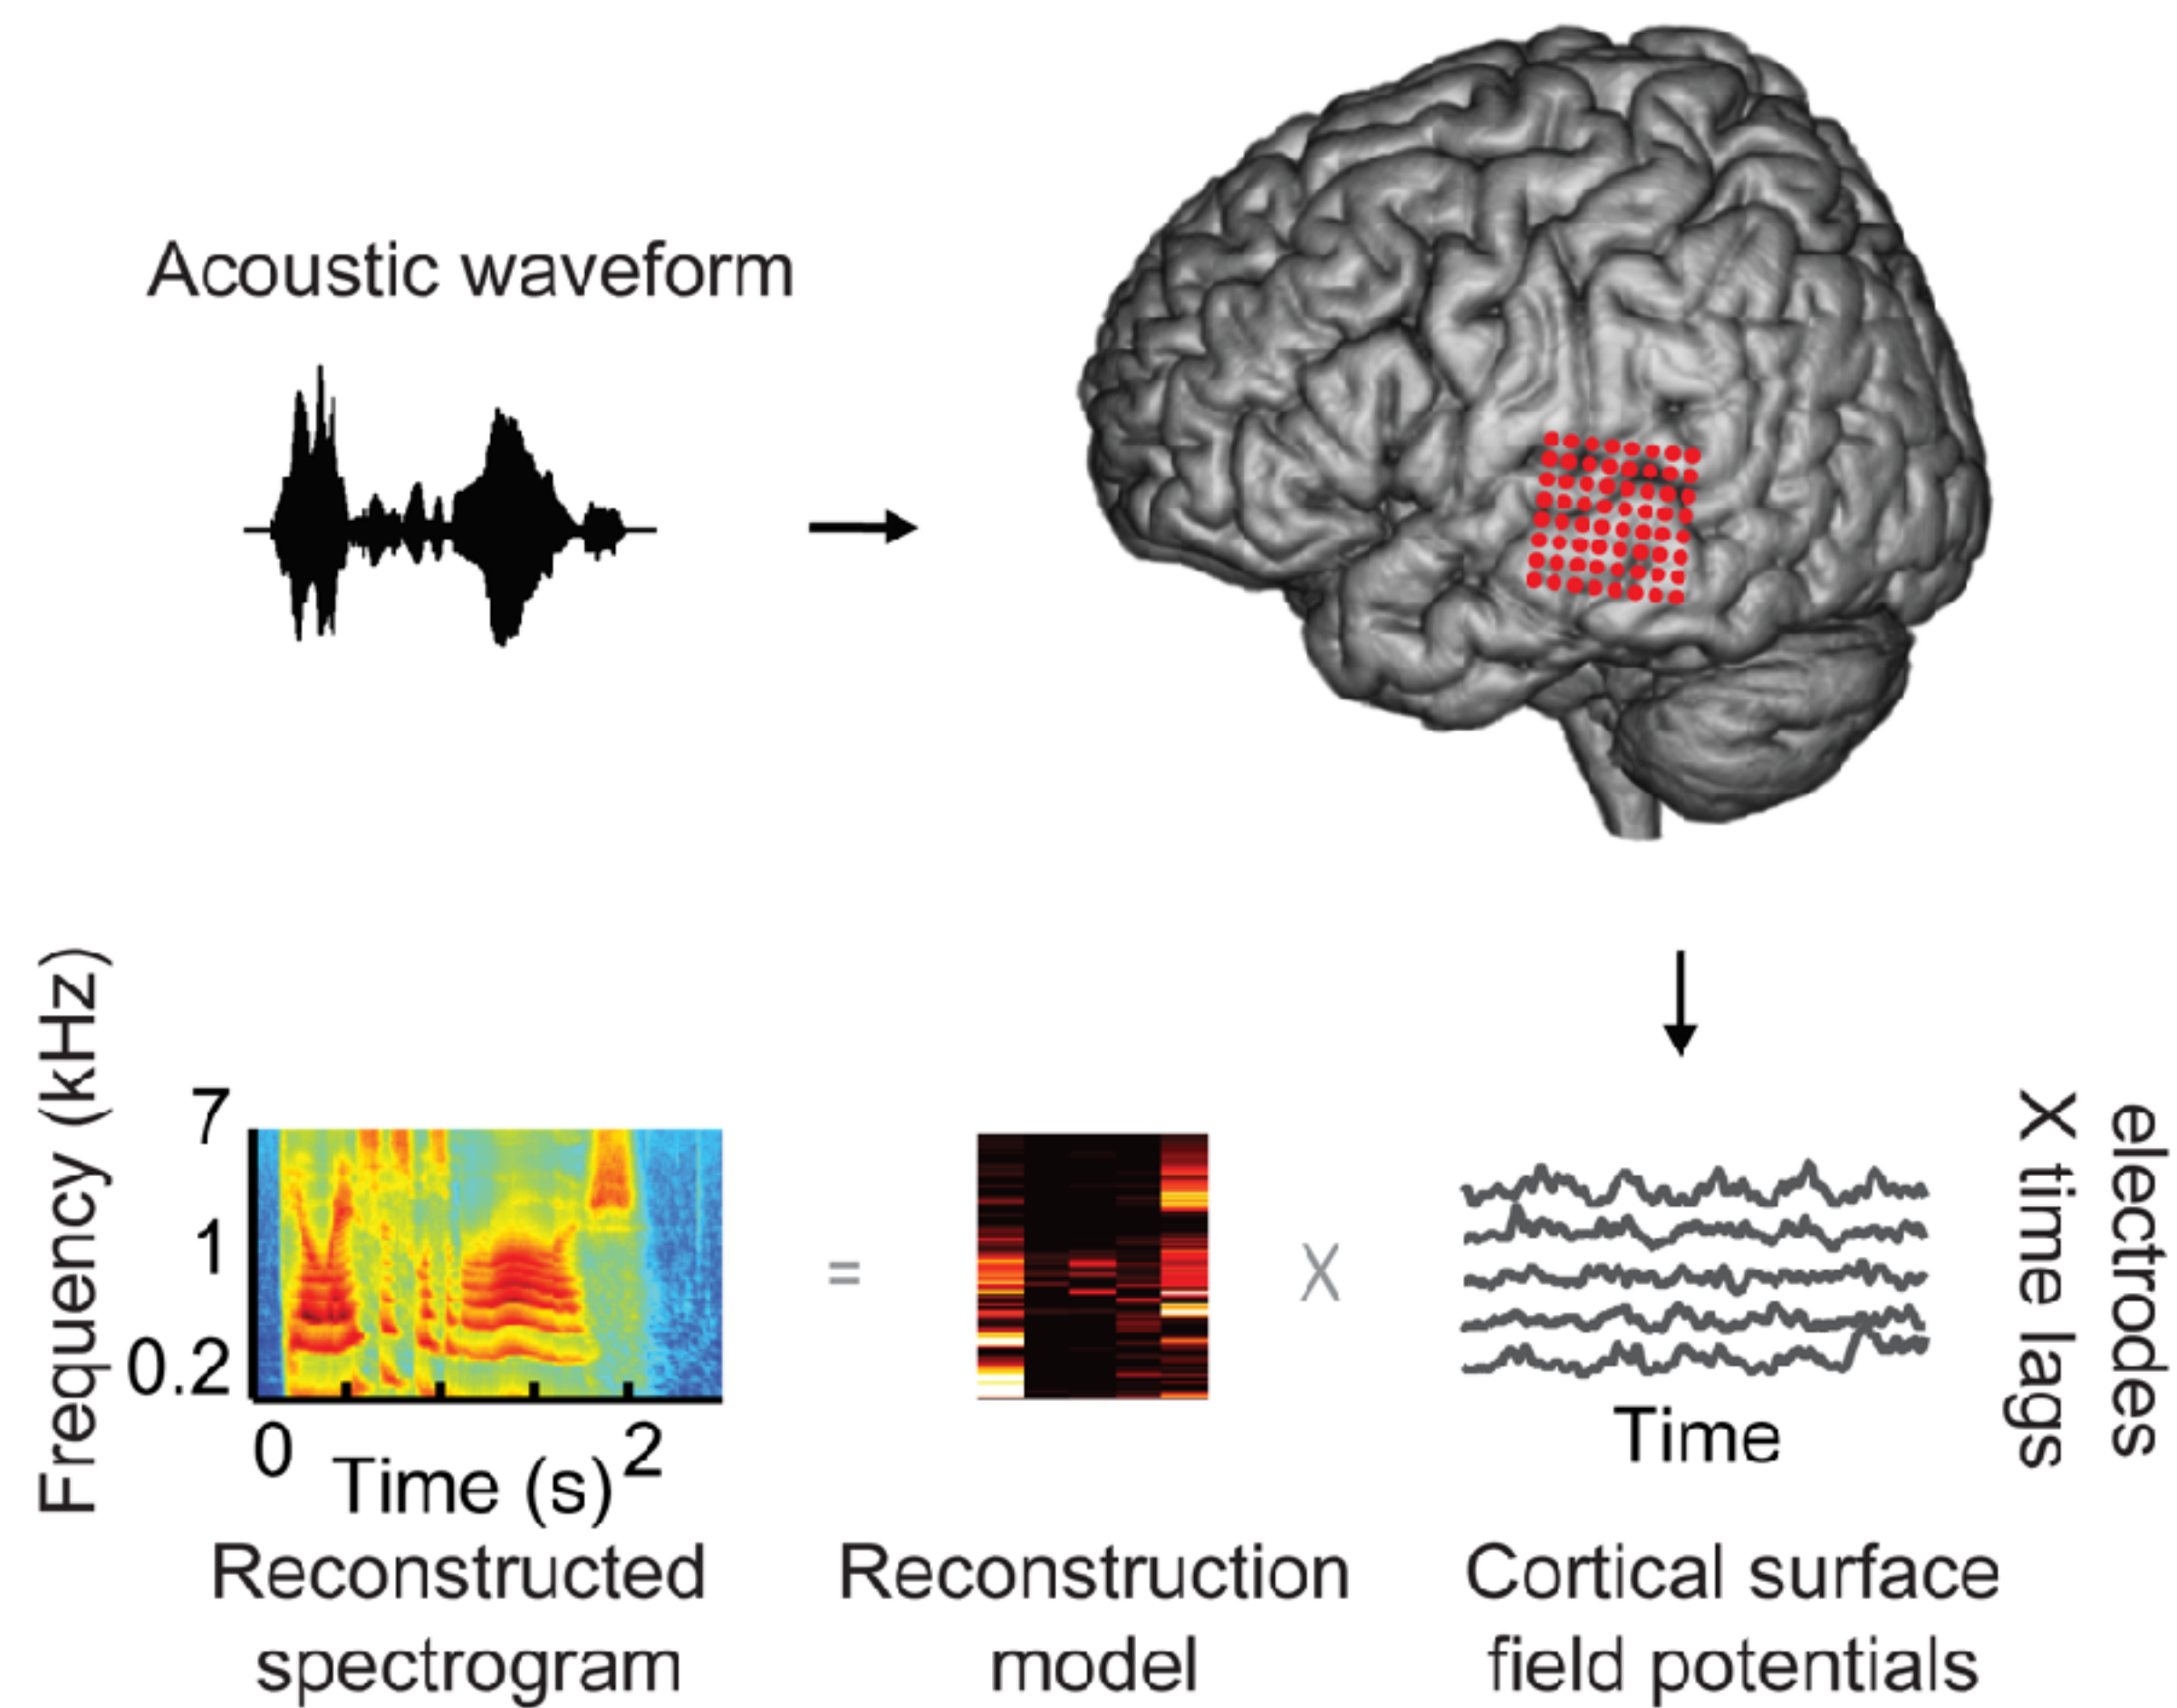 Acoustic waveform
Frequency (kHz)
7
1
0.2
0
2
Time (s)
Reconstructed
spectrogram
=
Reconstruction
model
X
Time
electrodes
X time lags
Cortical surface
field potentials